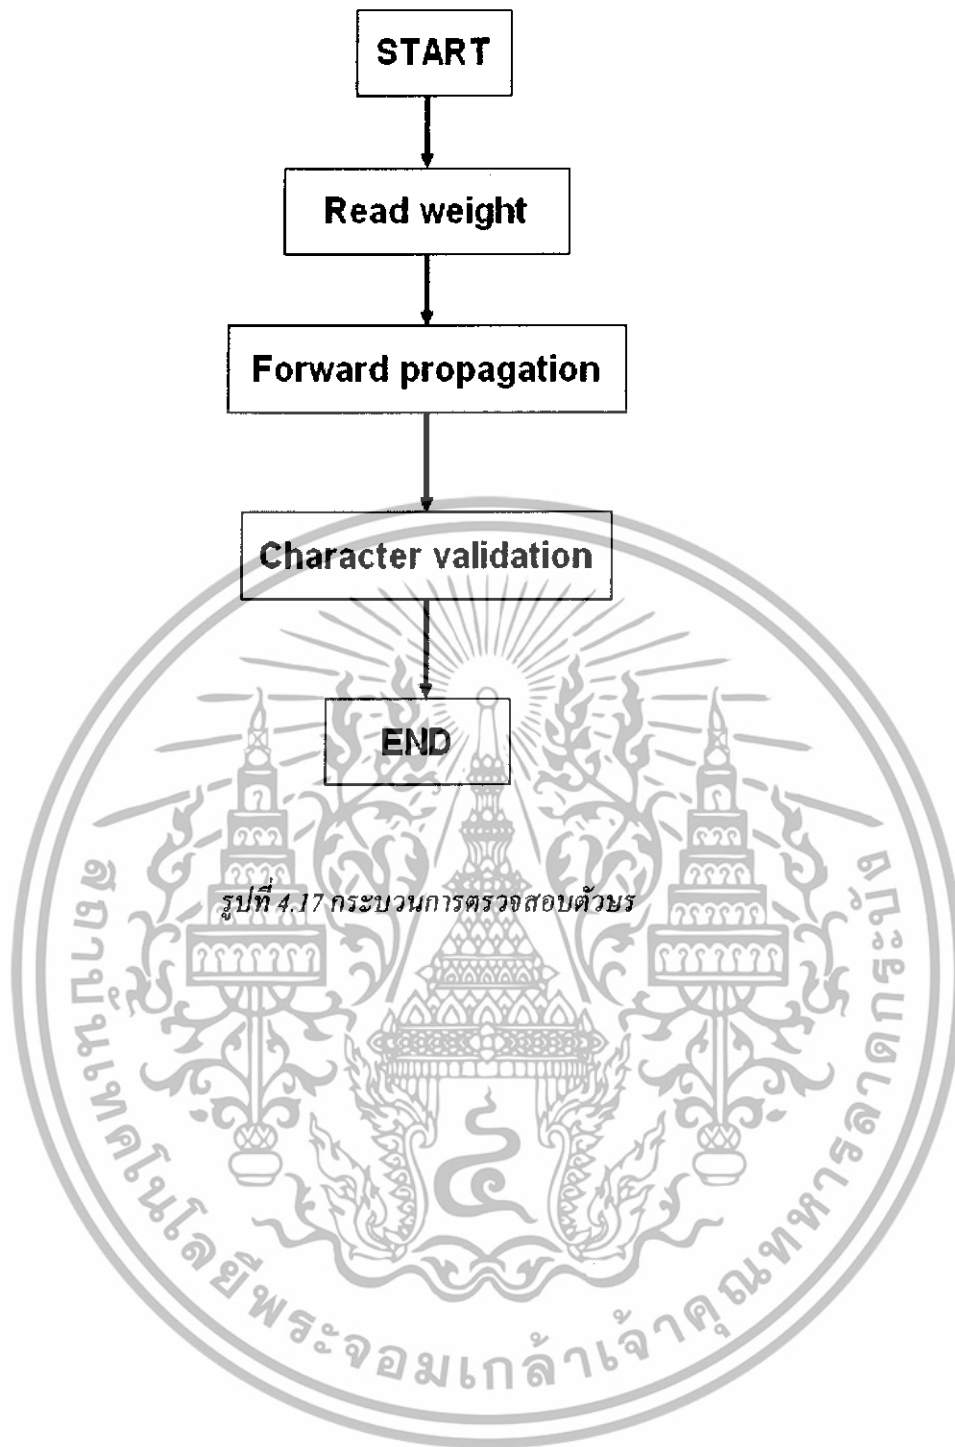 START
Read weight
Forward propagation
Character validation
END
รูปที่ 4.17 กระบวนการตรวจสอบตัวษร
สถาบันเทคโนโลยีพระจอมเกล้าเจ้าคุณทหารลาดกระบัง